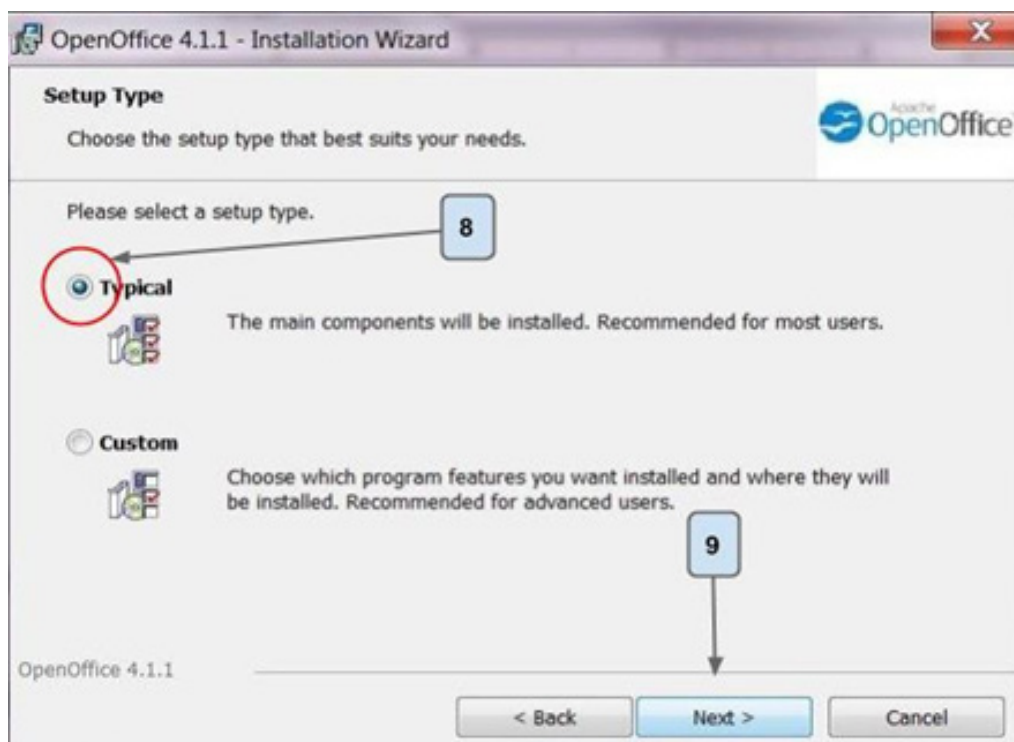 OpenOffice 4.1.1 - Installation Wizard
Setup Type
Choose the setup type that best suits your needs.
Apache
OpenOffice
Please select a setup type.
8
Typical
The main components will be installed. Recommended for most users.
Custom
Choose which program features you want installed and where they will
be installed. Recommended for advanced users.
9
OpenOffice 4.1.1
< Back
Next >
Cancel